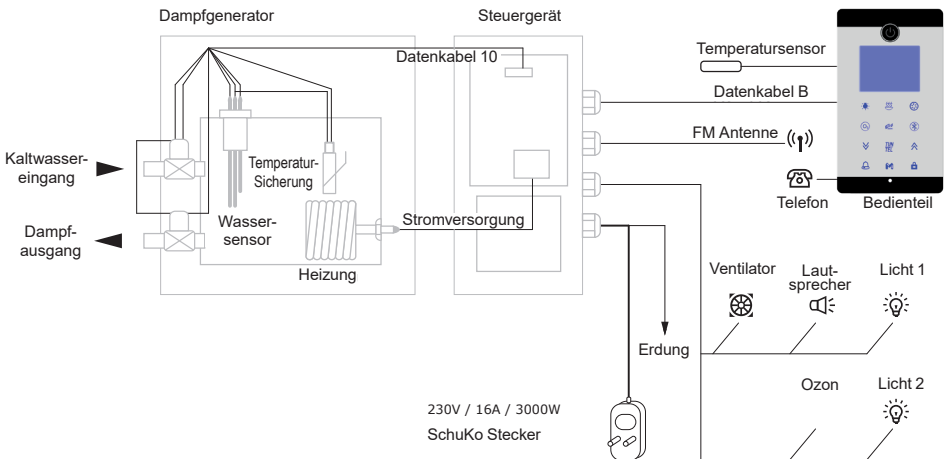 Dampfgenerator
Steuergerät
Datenkabel 10
Temperatursensor
Datenkabel B
FM Antenne
Kaltwasser-
eingang
Temperatur-
Sicherung
Telefon
Bedienteil
Dampf-
ausgang
Wasser-
sensor
Stromversorgung
Heizung
Ventilator
Laut-
sprecher
Licht 1
Erdung
Ozon
Licht 2
230V / 16A / 3000W
SchuKo Stecker